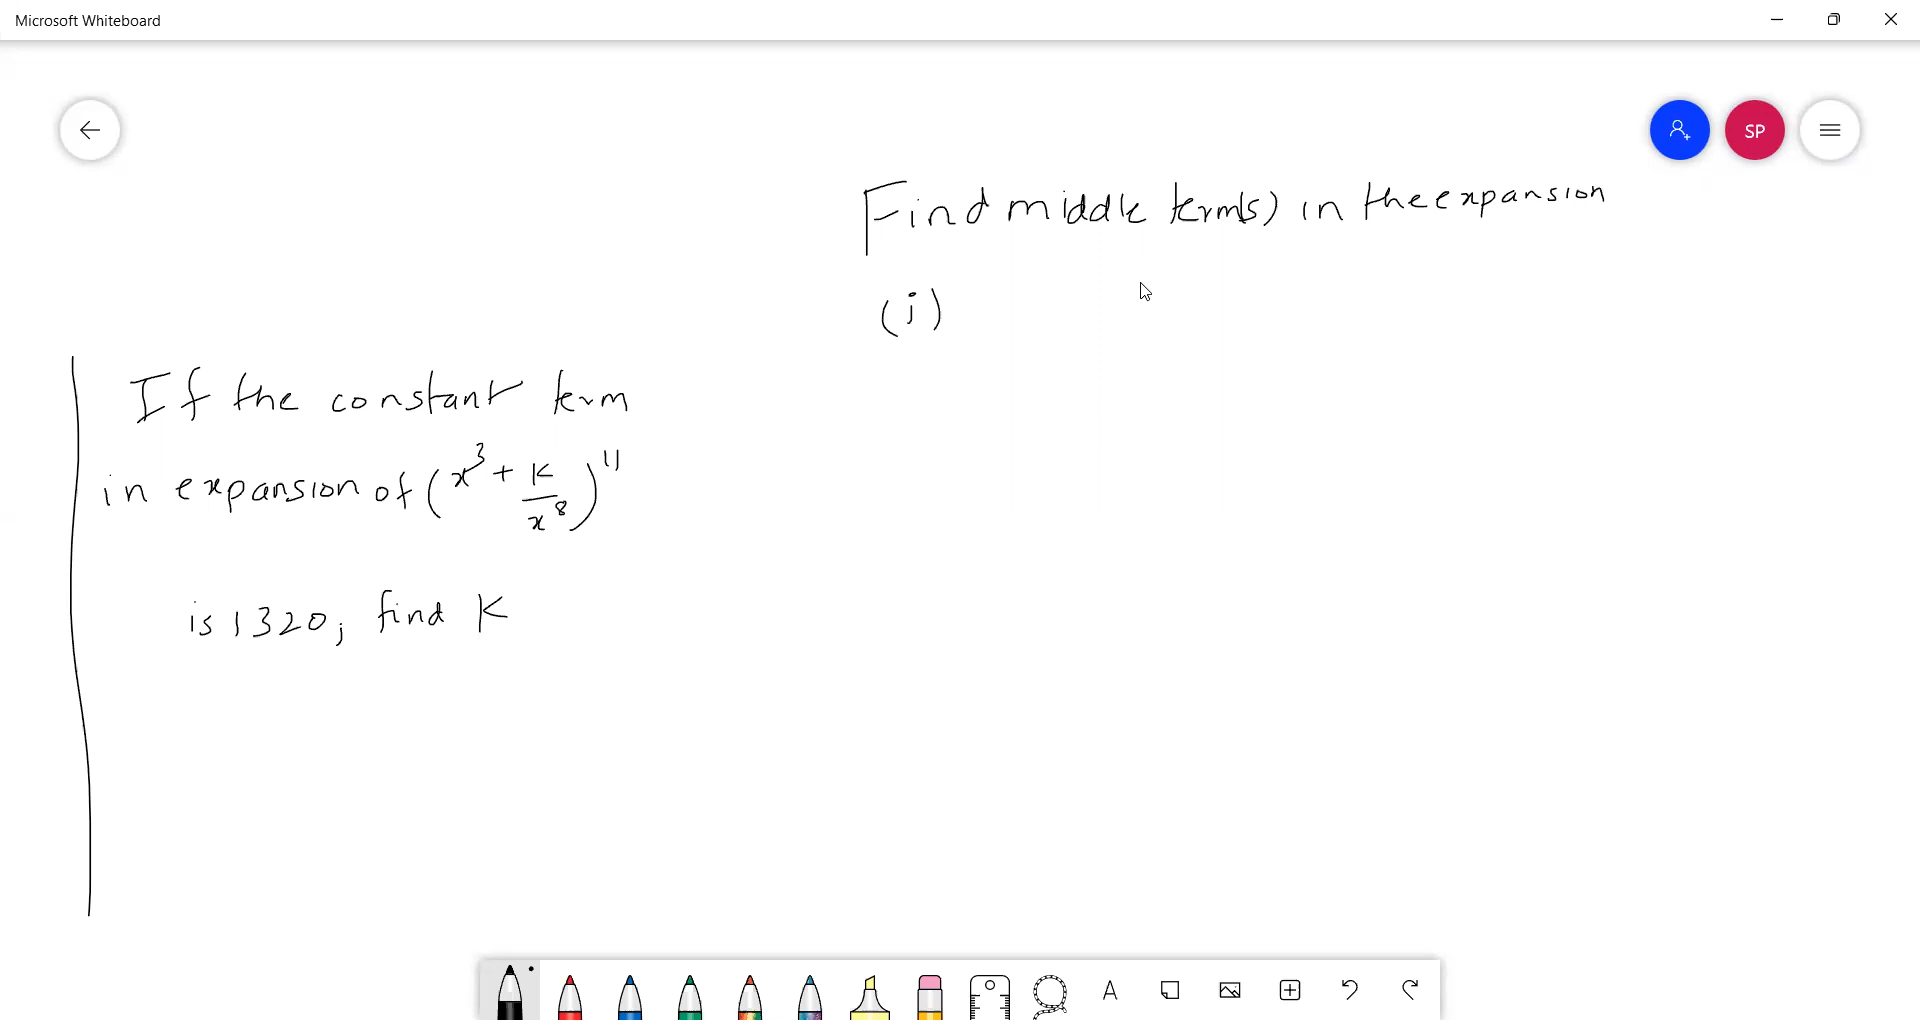 Microsoft Whiteboard
SP
Find middle term(s) in the expansion
(i)
If the constant term
in expansion of (x³ + K/x⁸)¹¹
is 1320; find K
A